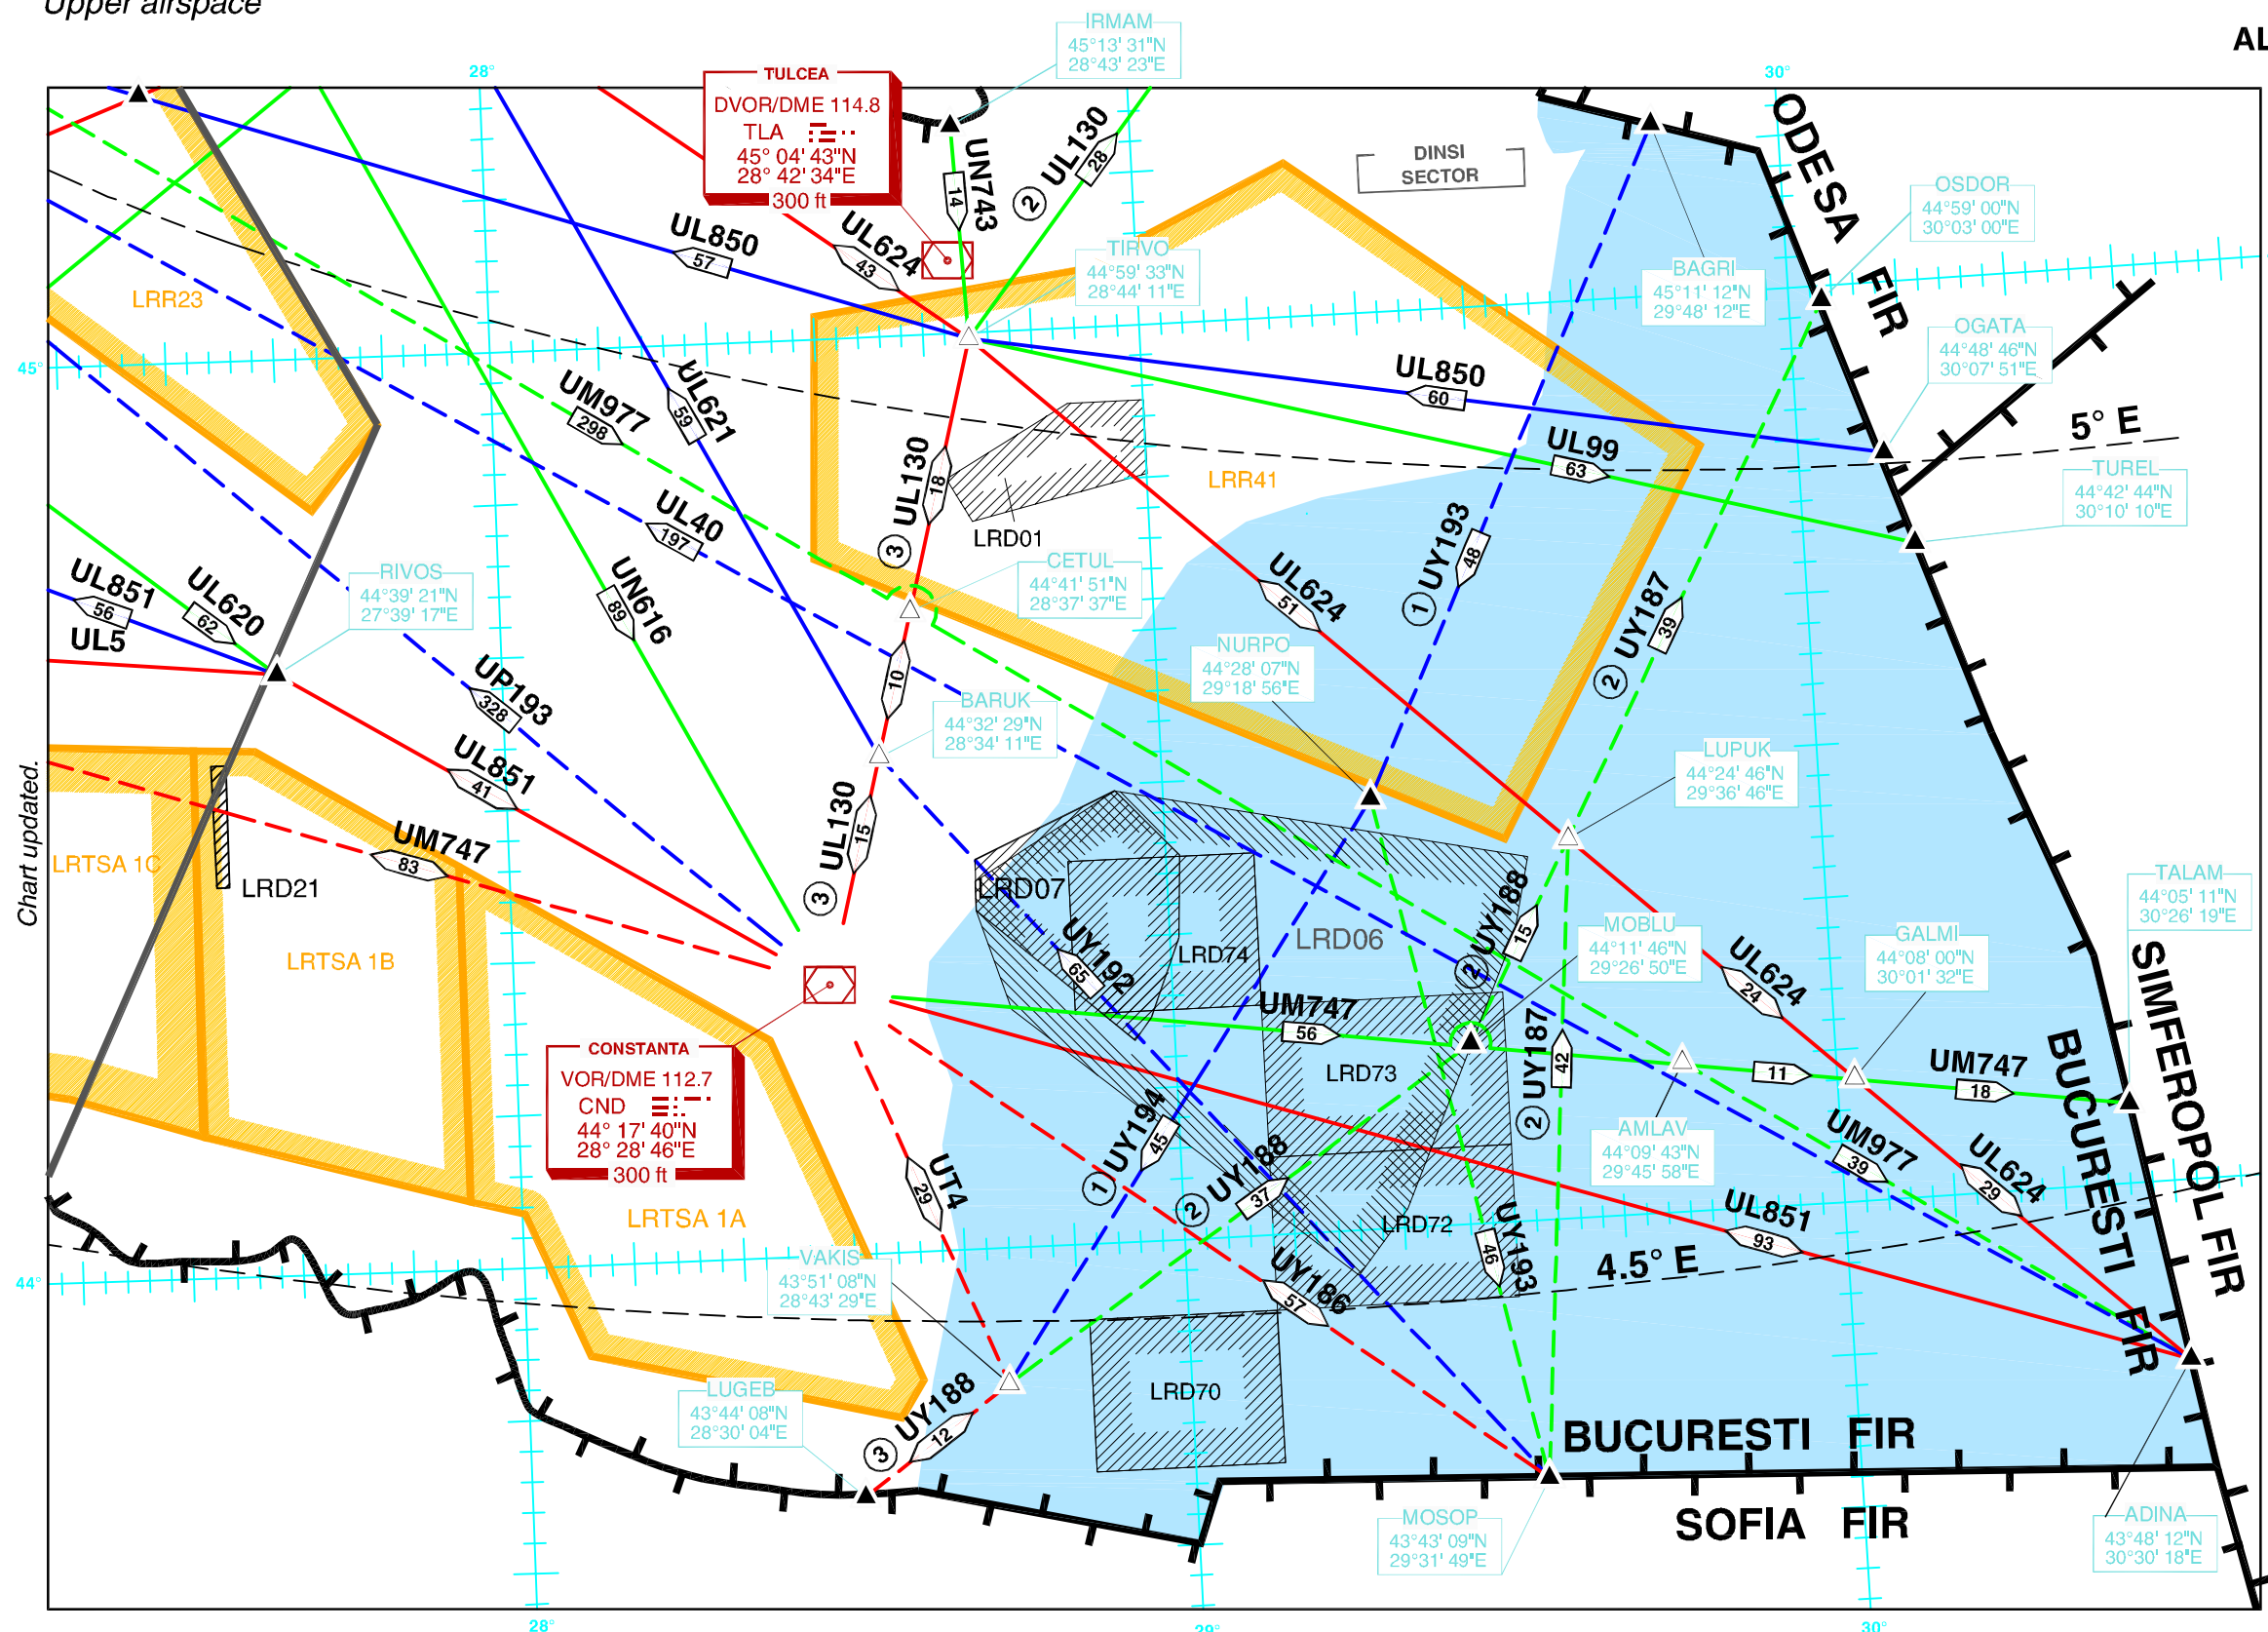 Upper airspace
AL
IRMAM
45°13' 31"N
28°43' 23"E
28°
30°
TULCEA
DVOR/DME 114.8
TLA
45° 04' 43"N
28° 42' 34"E
300 ft
UN743
14
UL130
28
2
DINSI
SECTOR
ODESA FIR
OSDOR
44°59' 00"N
30°03' 00"E
UL850
57
UL624
43
TIRVO
44°59' 33"N
28°44' 11"E
BAGRI
45°11' 12"N
29°48' 12"E
LRR23
OGATA
44°48' 46"N
30°07' 51"E
45°
UM977
298
UL621
59
UL850
60
5° E
UL99
63
TUREL
44°42' 44"N
30°10' 10"E
UL130
18
3
LRR41
LRD01
UL40
197
UY193
48
1
CETUL
44°41' 51"N
28°37' 37"E
UL851
56
UL620
62
UL5
RIVOS
44°39' 21"N
27°39' 17"E
UN616
89
UL624
51
UY187
39
2
10
NURPO
44°28' 07"N
29°18' 56"E
UP193
328
BARUK
44°32' 29"N
28°34' 11"E
LUPUK
44°24' 46"N
29°36' 46"E
UL851
41
UL130
15
3
Chart updated.
UM747
83
LRTSA 1C
LRD21
LRD07
UY188
15
2
TALAM
44°05' 11"N
30°26' 19"E
LRTSA 1B
UY192
65
LRD74
LRD06
MOBLU
44°11' 46"N
29°26' 50"E
GALMI
44°08' 00"N
30°01' 32"E
UL624
24
SIMFEROPOL FIR
BUCURESTI FIR
UM747
56
UY187
42
2
CONSTANTA
VOR/DME 112.7
CND
44° 17' 40"N
28° 28' 46"E
300 ft
LRD73
11
UM747
18
UY194
45
1
AMLAV
44°09' 43"N
29°45' 58"E
UM977
39
UT4
29
UY188
37
2
UL624
29
LRTSA 1A
LRD72
UY193
46
UL851
93
4.5° E
44°
VAKIS
43°51' 08"N
28°43' 29"E
UY186
57
LUGEB
43°44' 08"N
28°30' 04"E
UY188
12
3
LRD70
BUCURESTI FIR
SOFIA FIR
MOSOP
43°43' 09"N
29°31' 49"E
ADINA
43°48' 12"N
30°30' 18"E
28°
29°
30°